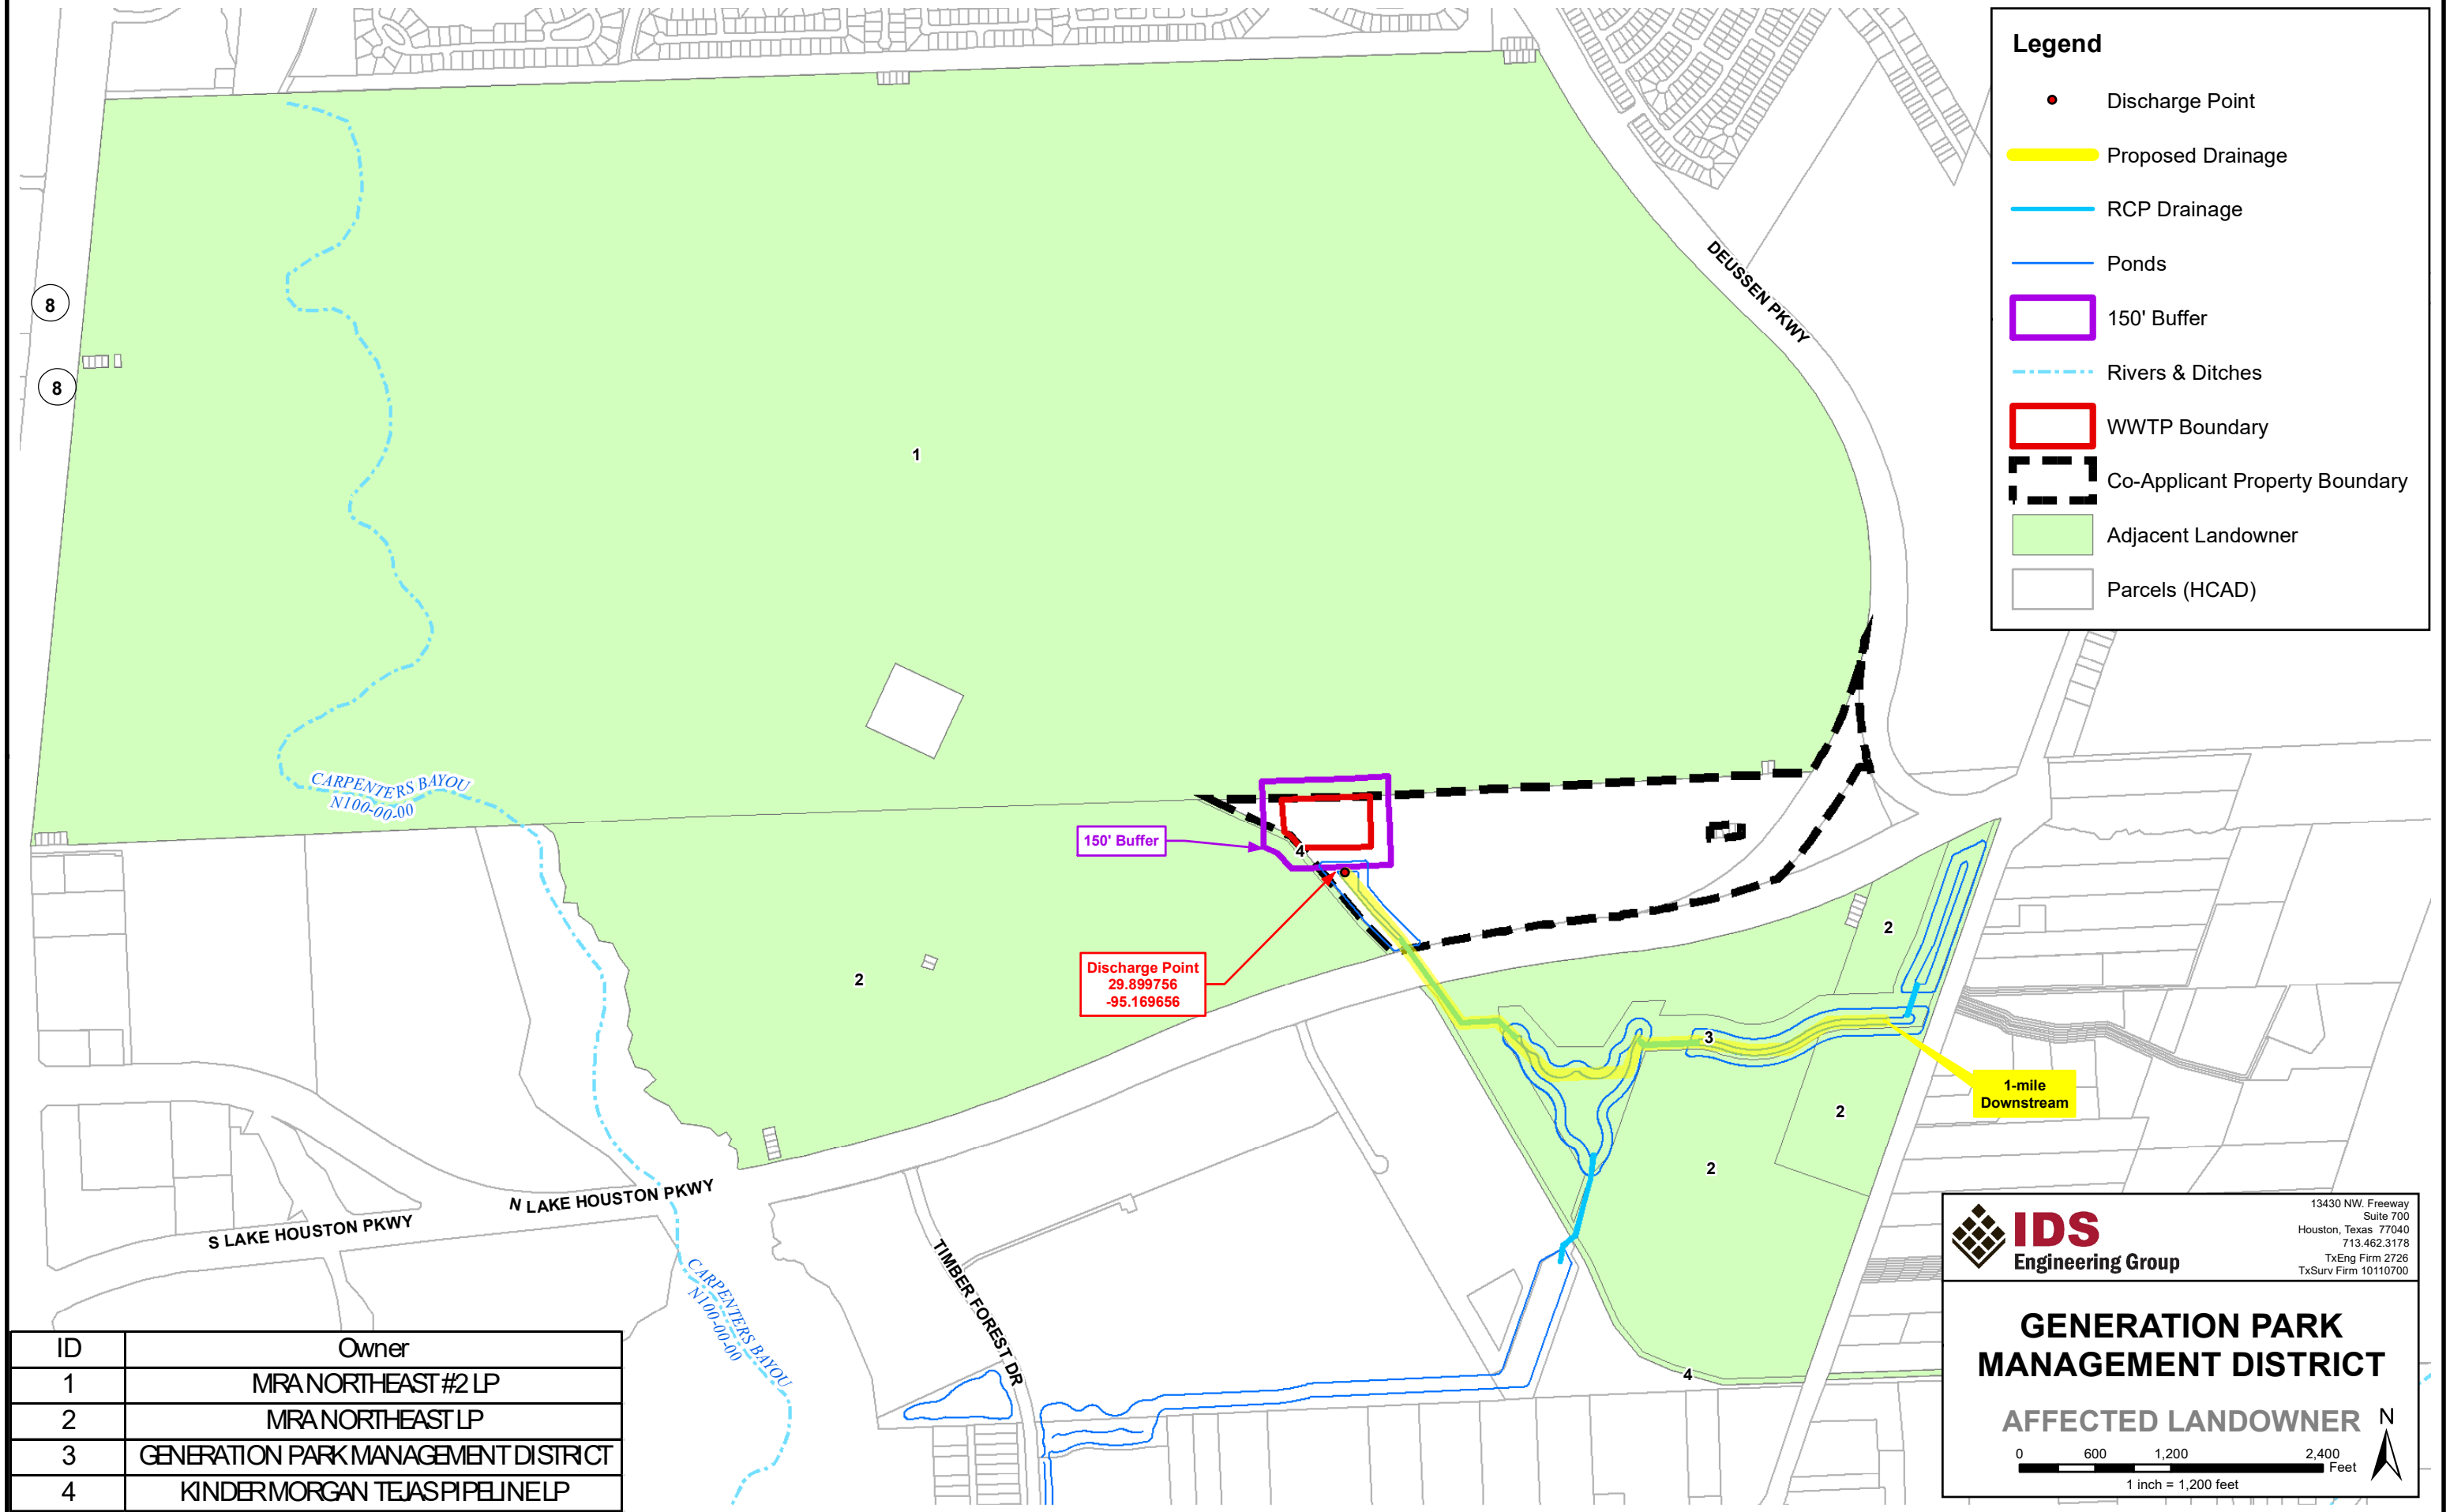 Legend
Discharge Point
Proposed Drainage
RCP Drainage
Ponds
150' Buffer
Rivers & Ditches
WWTP Boundary
Co-Applicant Property Boundary
Adjacent Landowner
Parcels (HCAD)
DEUSSEN PKWY
8
8
1
CARPENTERS BAYOU
N100-00-00
150' Buffer
4
2
2
Discharge Point
29.899756
-95.169656
3
1-mile
Downstream
2
2
N LAKE HOUSTON PKWY
S LAKE HOUSTON PKWY
TIMBER FOREST DR
CARPENTERS BAYOU
N100-00-00
4
ID Owner
1 MRA NORTHEAST #2 LP
2 MRA NORTHEAST LP
3 GENERATION PARK MANAGEMENT DISTRICT
4 KINDER MORGAN TEJAS PIPELINE LP
IDS
Engineering Group
13430 NW. Freeway
Suite 700
Houston, Texas 77040
713.462.3178
TxEng Firm 2726
TxSurv Firm 10110700
GENERATION PARK
MANAGEMENT DISTRICT
AFFECTED LANDOWNER
N
0 600 1,200 2,400
Feet
1 inch = 1,200 feet